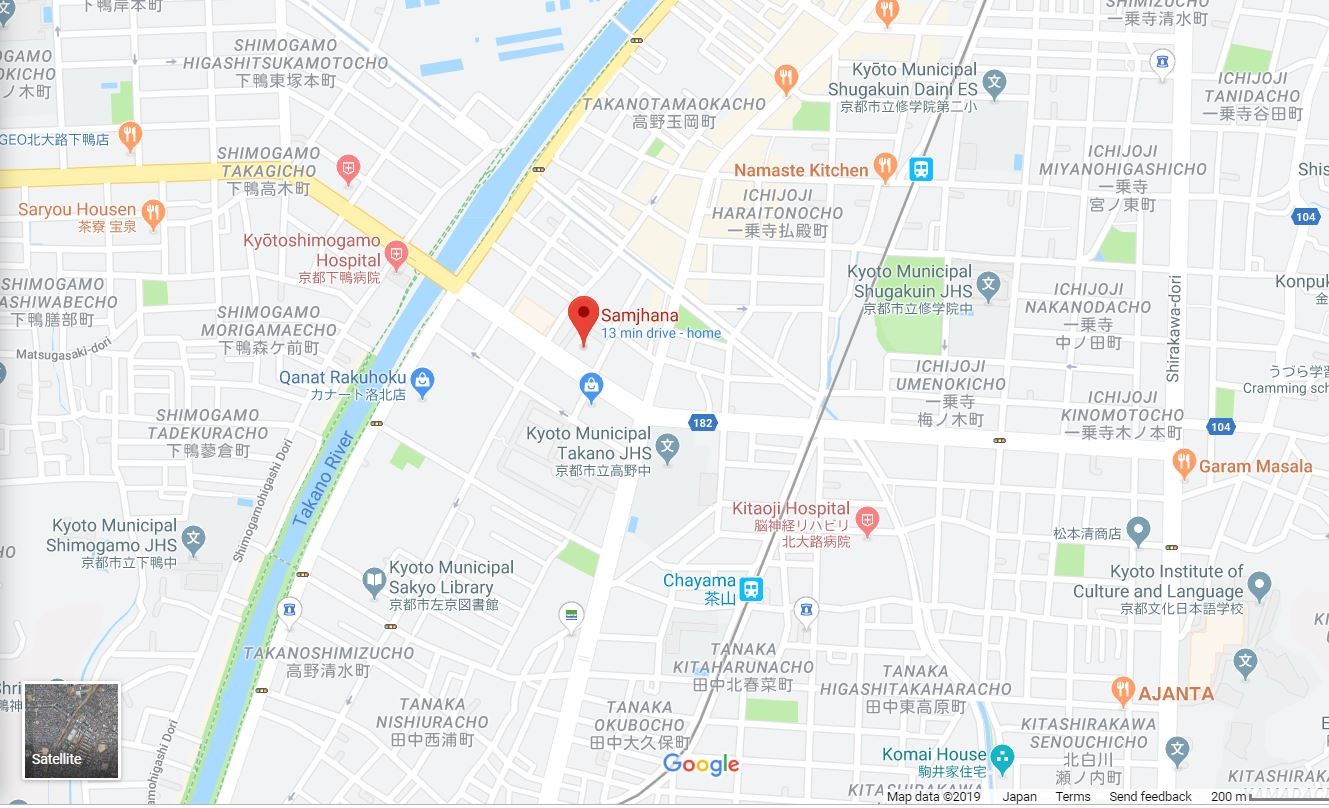 下鴨岸本町
SHIMOGAMO
HIGASHITSUKAMOTOCHO
下鴨東塚本町
OKICHO
ノ木町
GEO北大路下鴨店
SHIMOGAMO
TAKAGICHO
下鴨高木町
Saryou Housen
茶寮 宝泉
Kyōtoshimogamo
Hospital
京都下鴨病院
SHIMOGAMO
ASHIWABECHO
下鴨膳部町
SHIMOGAMO
MORIGAMAECHO
下鴨森ケ前町
Matsugasaki-dori
Qanat Rakuhoku
カナート洛北店
SHIMOGAMO
TADEKURACHO
下鴨蓼倉町
Takano River
Shimogamohigashi Dori
Kyoto Municipal
Shimogamo JHS
京都市立下鴨中
Kyoto Municipal
Sakyo Library
京都市左京図書館
TAKANOSHIMIZUCHO
高野清水町
TANAKA
NISHIURACHO
田中西浦町
Shri
鴨神
Satellite
mogamohigashi Dori
TAKANOTAMAOKACHO
高野玉岡町
Kyōto Municipal
Shugakuin Daini ES
京都市立修学院第二小
SHIMIZUCHO
一乗寺清水町
ICHIJOJI
TANIDACHO
一乗寺谷田町
Namaste Kitchen
ICHIJOJI
HARAITONOCHO
一乗寺払殿町
ICHIJOJI
MIYANOHIGASHICHO
一乗寺
宮ノ東町
Shis
104
Kyoto Municipal
Shugakuin JHS
京都市立修学院中
ICHIJOJI
NAKANODACHO
一乗寺
中ノ田町
Konpuk
金
Shirakawa-dori
Samjhana
13 min drive - home
ICHIJOJI
UMENOKICHO
一乗寺
梅ノ木町
ICHIJOJI
KINOMOTOCHO
一乗寺木ノ本町
うづら学習
Cramming sch
182
104
Kyoto Municipal
Takano JHS
京都市立高野中
Garam Masala
Kitaoji Hospital
脳神経リハビリ
北大路病院
松本清商店
Chayama
茶山
Kyoto Institute of
Culture and Language
京都文化日本語学校
TANAKA
KITAHARUNACHO
田中北春菜町
TANAKA
HIGASHITAKAHARACHO
田中東高原町
AJANTA
TANAKA
OKUBOCHO
田中大久保町
KITASHIRAKAWA
SENOUCHICHO
北白川
瀬ノ内町
Komai House
駒井家住宅
KITASHIRAKAWA
KITASHIRAKA
YAMADACHO
Google
Map data ©2019 Japan Terms Send feedback 200 m